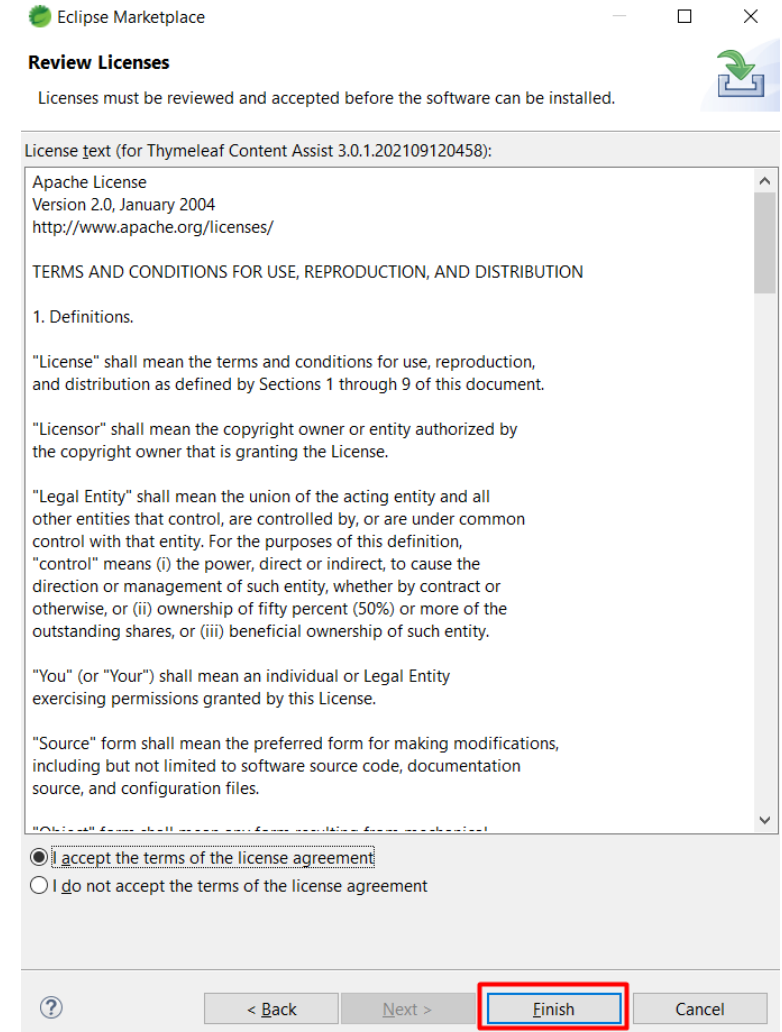 Eclipse Marketplace
Review Licenses
Licenses must be reviewed and accepted before the software can be installed.
License text (for Thymeleaf Content Assist 3.0.1.202109120458):
Apache License
Version 2.0, January 2004
http://www.apache.org/licenses/
TERMS AND CONDITIONS FOR USE, REPRODUCTION, AND DISTRIBUTION
1. Definitions.
"License" shall mean the terms and conditions for use, reproduction,
and distribution as defined by Sections 1 through 9 of this document.
"Licensor" shall mean the copyright owner or entity authorized by
the copyright owner that is granting the License.
"Legal Entity" shall mean the union of the acting entity and all
other entities that control, are controlled by, or are under common
control with that entity. For the purposes of this definition,
"control" means (i) the power, direct or indirect, to cause the
direction or management of such entity, whether by contract or
otherwise, or (ii) ownership of fifty percent (50%) or more of the
outstanding shares, or (iii) beneficial ownership of such entity.
"You" (or "Your") shall mean an individual or Legal Entity
exercising permissions granted by this License.
"Source" form shall mean the preferred form for making modifications,
including but not limited to software source code, documentation
source, and configuration files.
"Object" form shall mean any form resulting from mechanical
I accept the terms of the license agreement
I do not accept the terms of the license agreement
?
< Back
Next >
Finish
Cancel